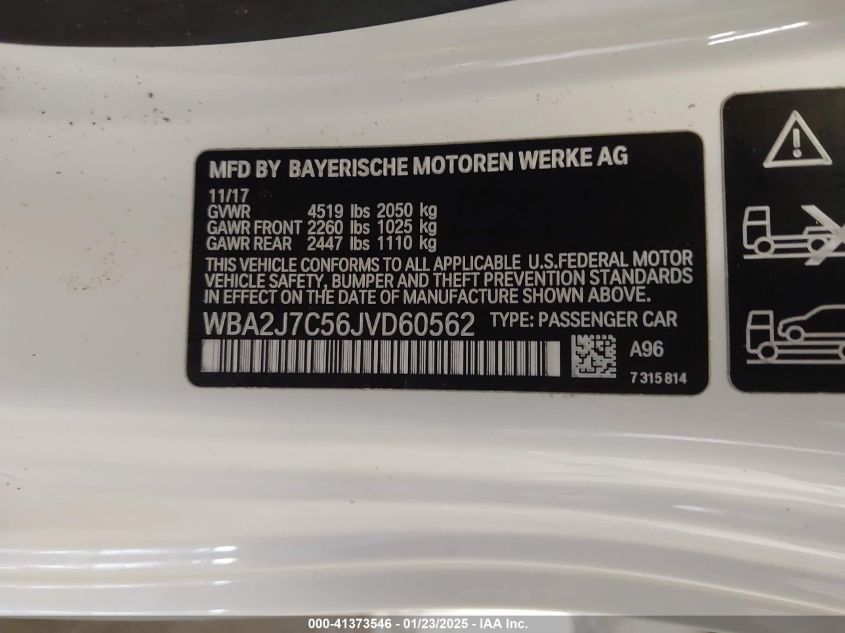 MFD BY BAYERISCHE MOTOREN WERKE AG
11/17
GVWR 4519 lbs 2050 kg
GAWR FRONT 2260 lbs 1025 kg
GAWR REAR 2447 lbs 1110 kg
THIS VEHICLE CONFORMS TO ALL APPLICABLE U.S.FEDERAL MOTOR
VEHICLE SAFETY, BUMPER AND THEFT PREVENTION STANDARDS
IN EFFECT ON THE DATE OF MANUFACTURE SHOWN ABOVE.
WBA2J7C56JVD60562 TYPE: PASSENGER CAR
A96
7 315 814
000-41373546 - 01/23/2025 - IAA Inc.